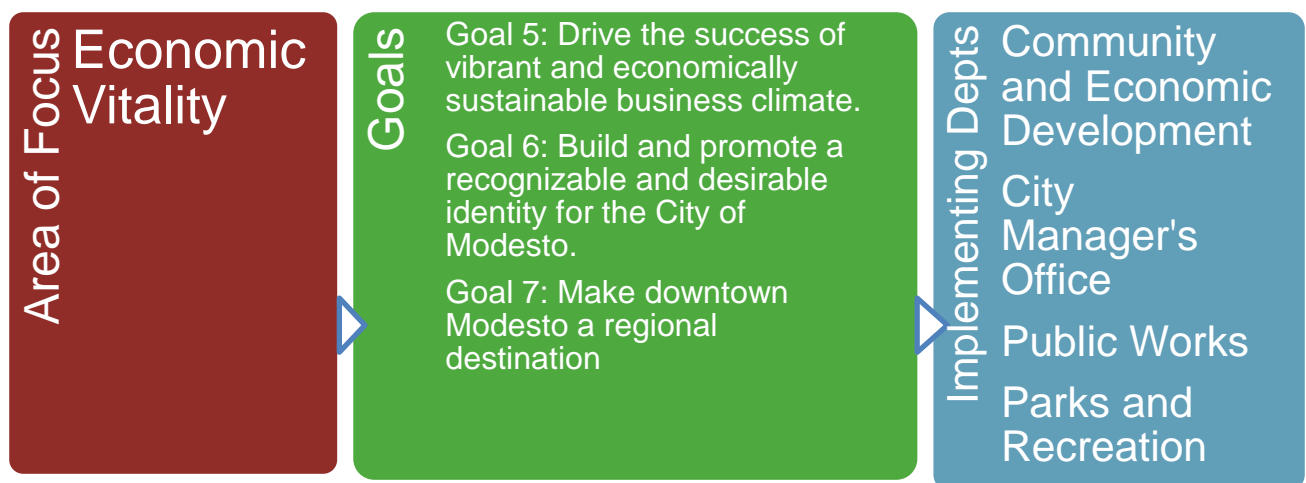 Area of Focus
Economic
Vitality
Goals
Goal 5: Drive the success of
vibrant and economically
sustainable business climate.
Goal 6: Build and promote a
recognizable and desirable
identity for the City of
Modesto.
Goal 7: Make downtown
Modesto a regional
destination
Implementing Depts
Community
and Economic
Development
City
Manager's
Office
Public Works
Parks and
Recreation